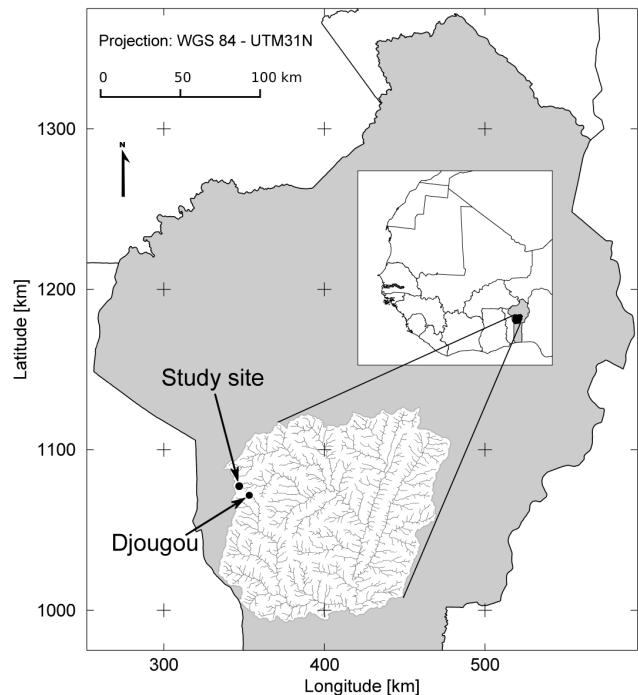 Projection: WGS 84 - UTM31N
0 50 100 km
N
1300
1200
Latitude [km]
Study site
1100
Djougou
1000
300 400 500
Longitude [km]